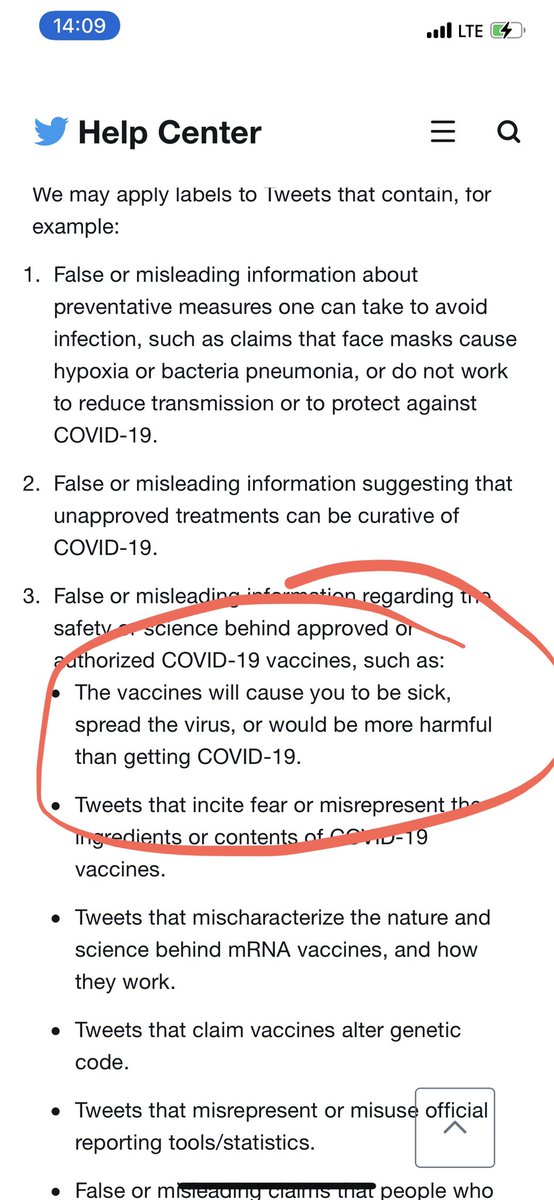 14:09
LTE
Help Center
We may apply labels to Tweets that contain, for
example:
1. False or misleading information about
preventative measures one can take to avoid
infection, such as claims that face masks cause
hypoxia or bacteria pneumonia, or do not work
to reduce transmission or to protect against
COVID-19.
2. False or misleading information suggesting that
unapproved treatments can be curative of
COVID-19.
3. False or misleading information regarding the
safety or science behind approved or
authorized COVID-19 vaccines, such as:
• The vaccines will cause you to be sick,
spread the virus, or would be more harmful
than getting COVID-19.
• Tweets that incite fear or misrepresent the
ingredients or contents of COVID-19
vaccines.
• Tweets that mischaracterize the nature and
science behind mRNA vaccines, and how
they work.
• Tweets that claim vaccines alter genetic
code.
• Tweets that misrepresent or misuse official
reporting tools/statistics.
• False or misleading claims that people who